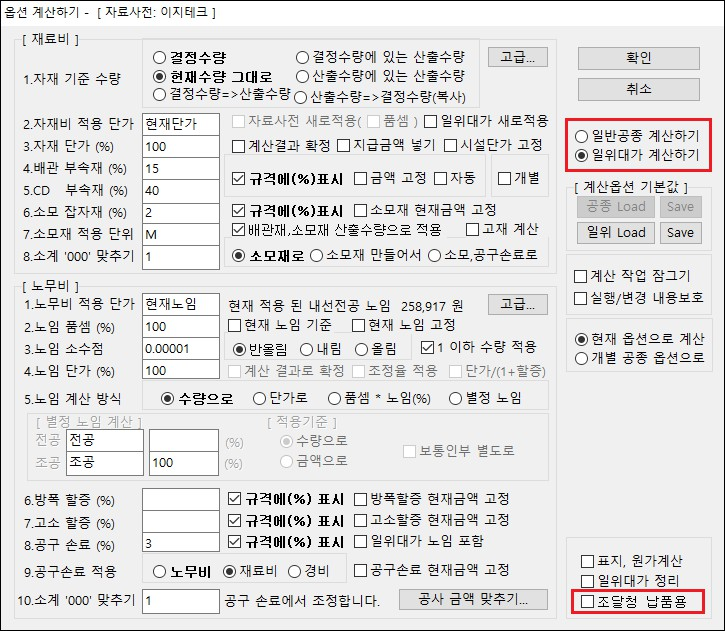 옵션 계산하기 - [ 자료사전: 이지테크 ]
[ 재료비 ]
1.자재 기준 수량
결정수량 결정수량에 있는 산출수량
현재수량 그대로 산출수량에 있는 산출수량
결정수량=>산출수량 산출수량=>결정수량(복사)
고급...
2.자재비 적용 단가 현재단가 자료사전 새로적용( 품셈 ) 일위대가 새로적용
3.자재 단가 (%) 100 계산결과 확정 지급금액 넣기 시설단가 고정
4.배관 부속재 (%) 15
규격에(%)표시 금액 고정 자동 개별
5.CD 부속재 (%) 40
6.소모 잡자재 (%) 2 규격에(%)표시 소모재 현재금액 고정
7.소모재 적용 단위 M 배관재,소모재 산출수량으로 적용 고재 계산
8.소계 '000' 맞추기 1 소모재로 소모재 만들어서 소모,공구손료로
[ 노무비 ]
1.노무비 적용 단가 현재노임 현재 적용 된 내선전공 노임 258,917 원 고급...
2.노임 품셈 (%) 100 현재 노임 기준 현재 노임 고정
3.노임 소수점 0.00001 반올림 내림 올림 1 이하 수량 적용
4.노임 단가 (%) 100 계산 결과로 확정 조정율 적용 단가/(1+할증)
5.노임 계산 방식 수량으로 단가로 품셈 * 노임(%) 별정 노임
[ 별정 노임 계산 ] [ 적용기준 ]
전공 전공 (%) 수량으로
보통인부 별도로
조공 조공 100 (%) 금액으로
6.방폭 할증 (%) 규격에(%) 표시 방폭할증 현재금액 고정
7.고소 할증 (%) 규격에(%) 표시 고소할증 현재금액 고정
8.공구 손료 (%) 3 규격에(%) 표시 일위대가 노임 포함
9.공구손료 적용 노무비 재료비 경비 공구손료 현재금액 고정
10.소계 '000' 맞추기 1 공구 손료에서 조정합니다. 공사 금액 맞추기...
확인
취소
일반공종 계산하기
일위대가 계산하기
[ 계산옵션 기본값 ]
공종 Load Save
일위 Load Save
계산 작업 잠그기
실행/변경 내용보호
현재 옵션으로 계산
개별 공종 옵션으로
표지, 원가계산
일위대가 정리
조달청 납품용